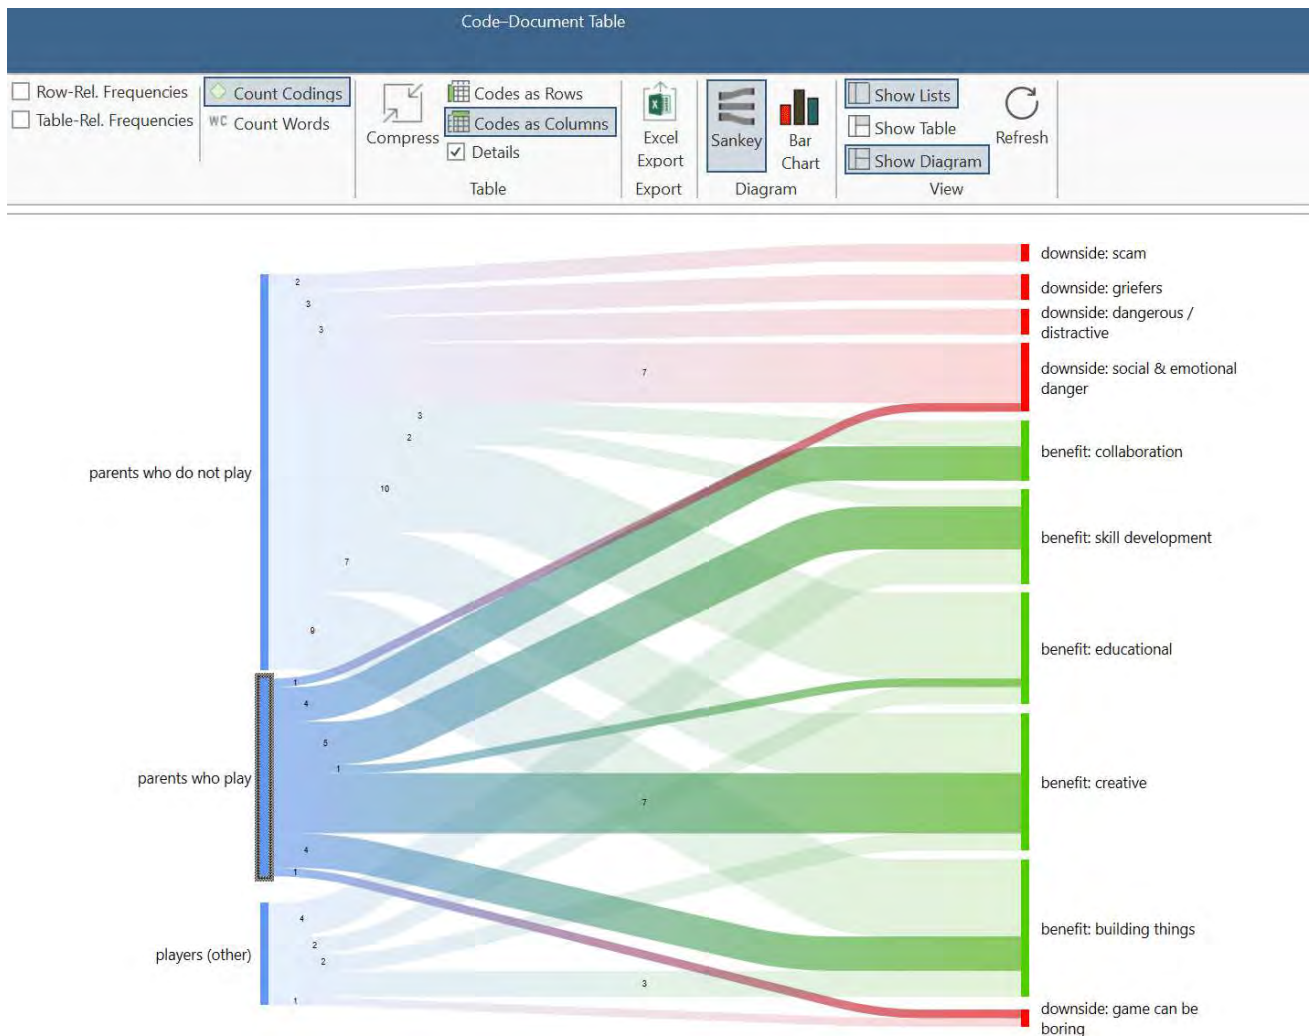 Code–Document Table
Row-Rel. Frequencies
Table-Rel. Frequencies
Count Codings
WC Count Words
Compress
Codes as Rows
Codes as Columns
Details
Table
Excel
Export
Export
Sankey
Bar
Chart
Diagram
Show Lists
Show Table
Show Diagram
View
Refresh
downside: scam
downside: griefers
downside: dangerous /
distractive
downside: social & emotional
danger
benefit: collaboration
benefit: skill development
benefit: educational
benefit: creative
benefit: building things
downside: game can be
boring
parents who do not play
2
3
3
7
3
2
10
7
9
parents who play
1
4
5
1
7
4
1
players (other)
4
2
2
3
1